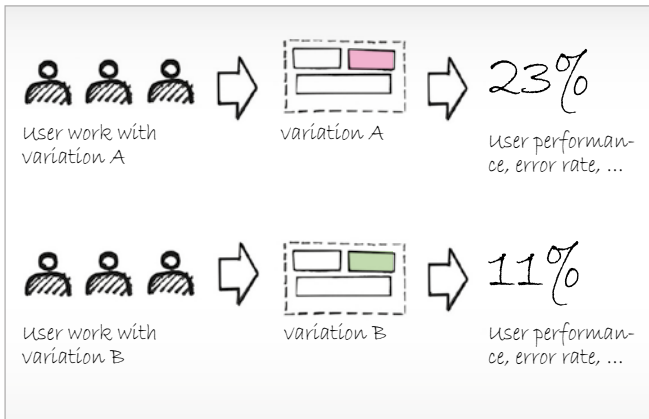 23%
User work with
variation A
variation A
User performan-
ce, error rate, ...
11%
User work with
variation B
variation B
User performan-
ce, error rate, ...